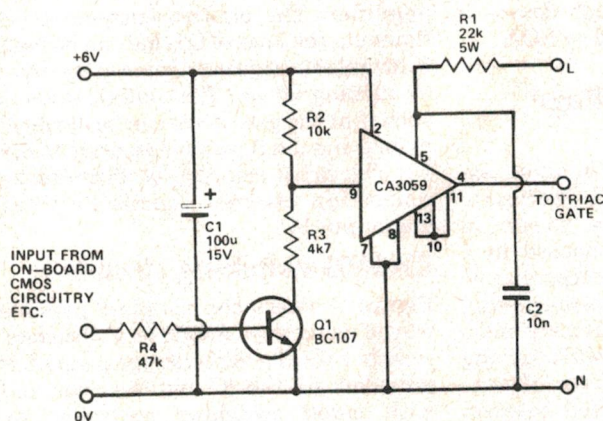 R1
22k
5W
L
+6V
R2
10k
2
5
CA3059
4
11
9
TO TRIAC
GATE
13
8
7
10
+
C1
100u
15V
R3
4k7
INPUT FROM
ON-BOARD
CMOS
CIRCUITRY
ETC.
C2
10n
Q1
BC107
R4
47k
N
0V